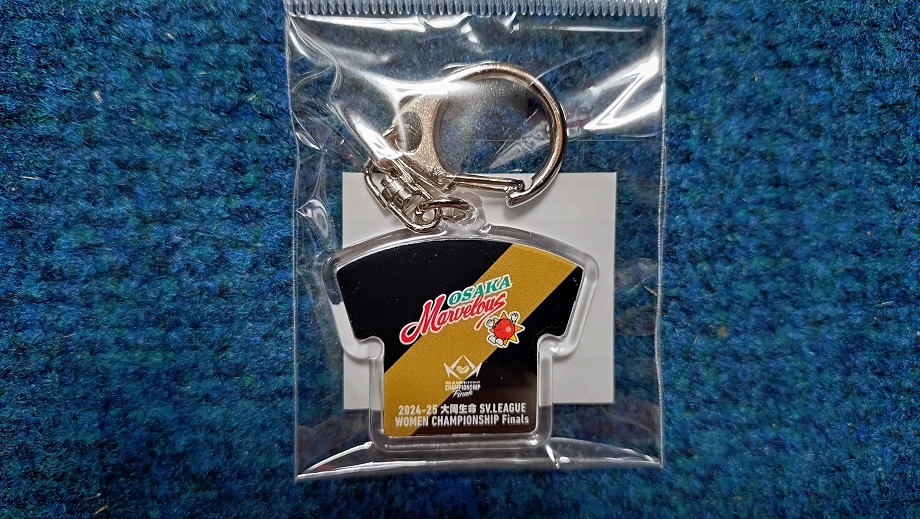 OSAKA
Marvelous
CHAMPIONSHIP
Finals
2024-25 大同生命 SV.LEAGUE
WOMEN CHAMPIONSHIP Finals